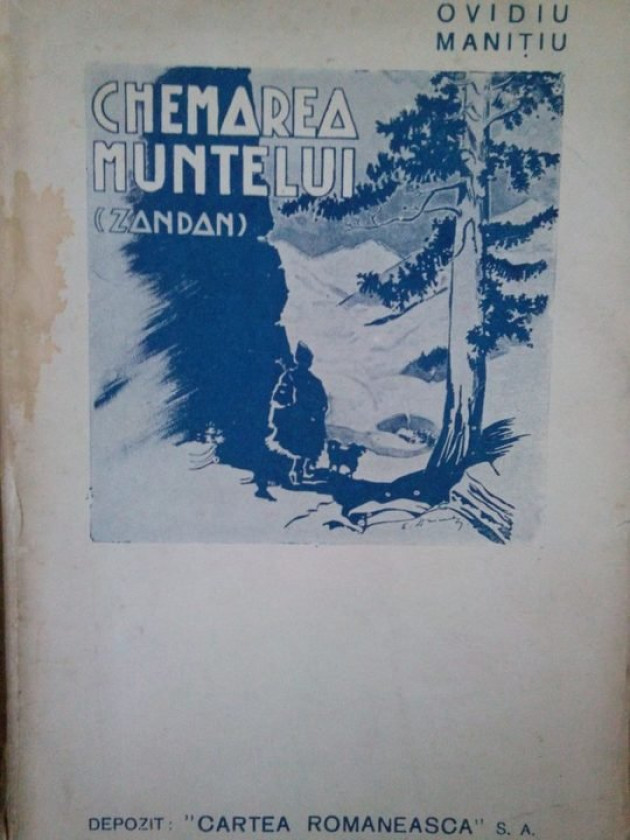 OVIDIU
MANIȚIU
CHEMAREA
MUNTELUI
(ZANDAN)
DEPOZIT: "CARTEA ROMANEASCA" S. A.